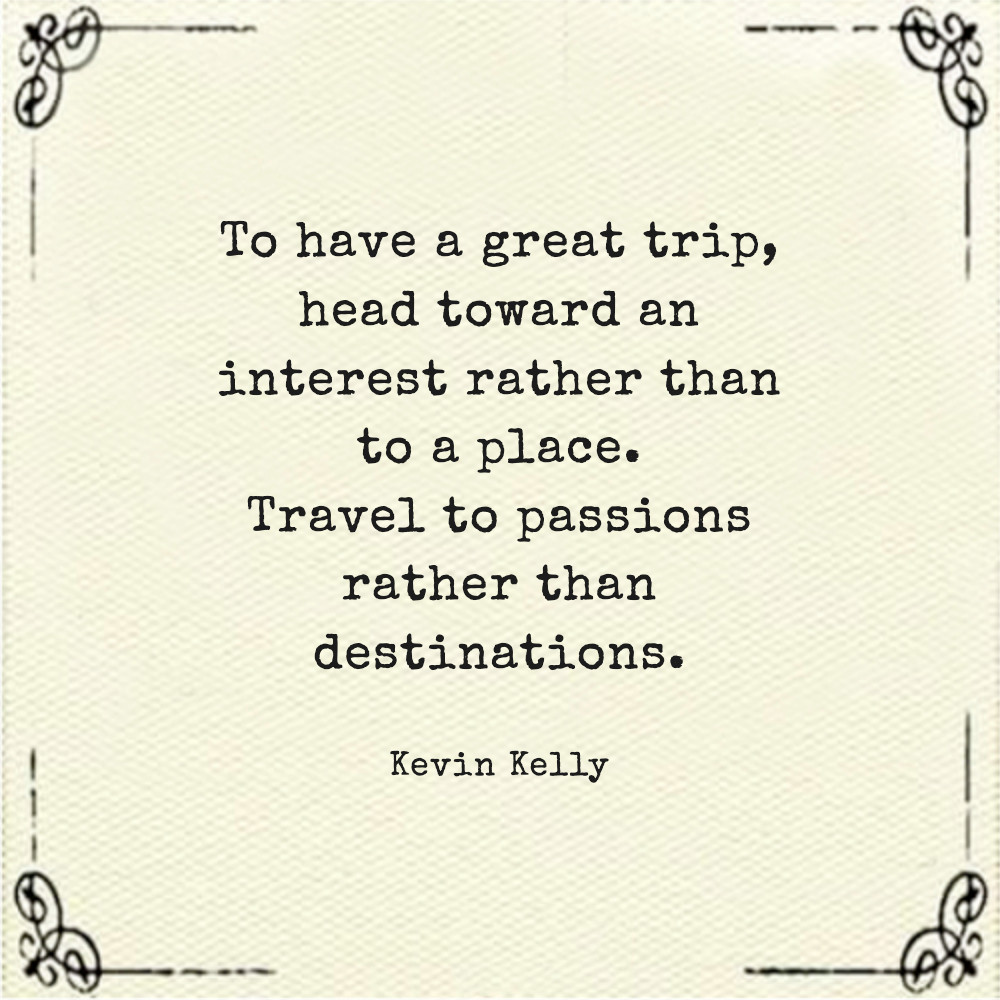 To have a great trip,
head toward an
interest rather than
to a place.
Travel to passions
rather than
destinations.
Kevin Kelly